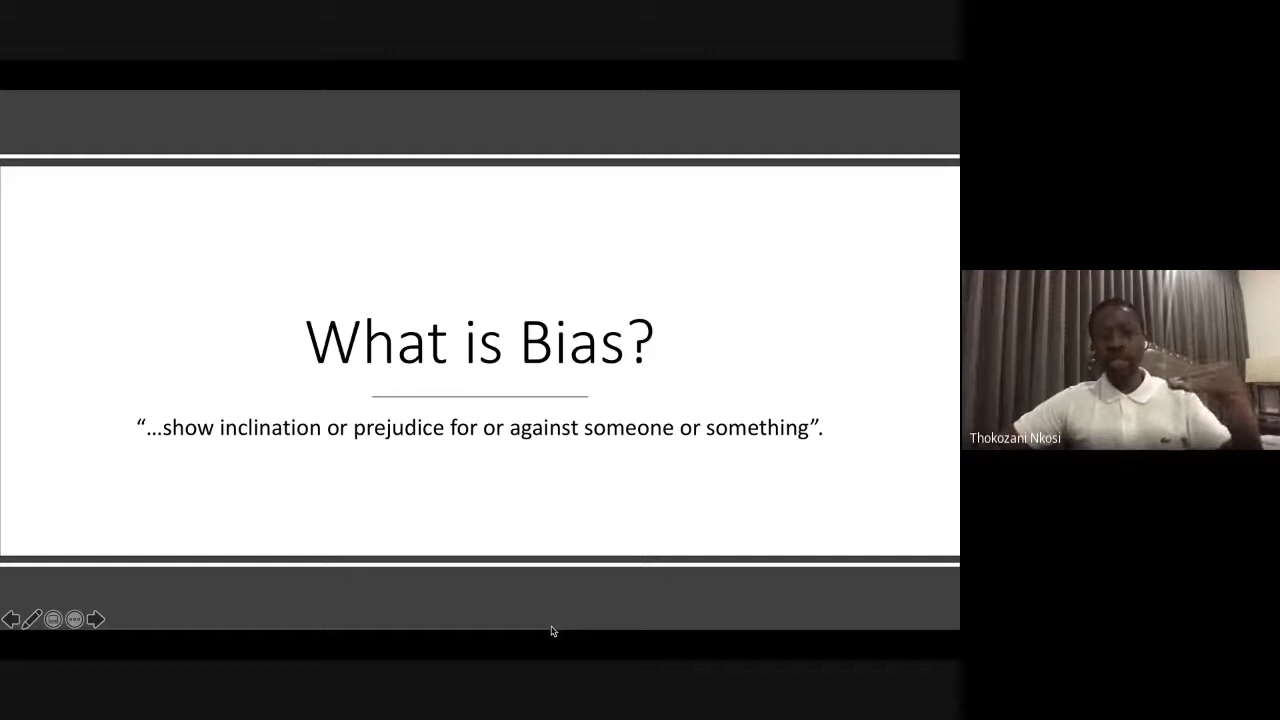 What is Bias?
“...show inclination or prejudice for or against someone or something”.
Thokozani Nkosi